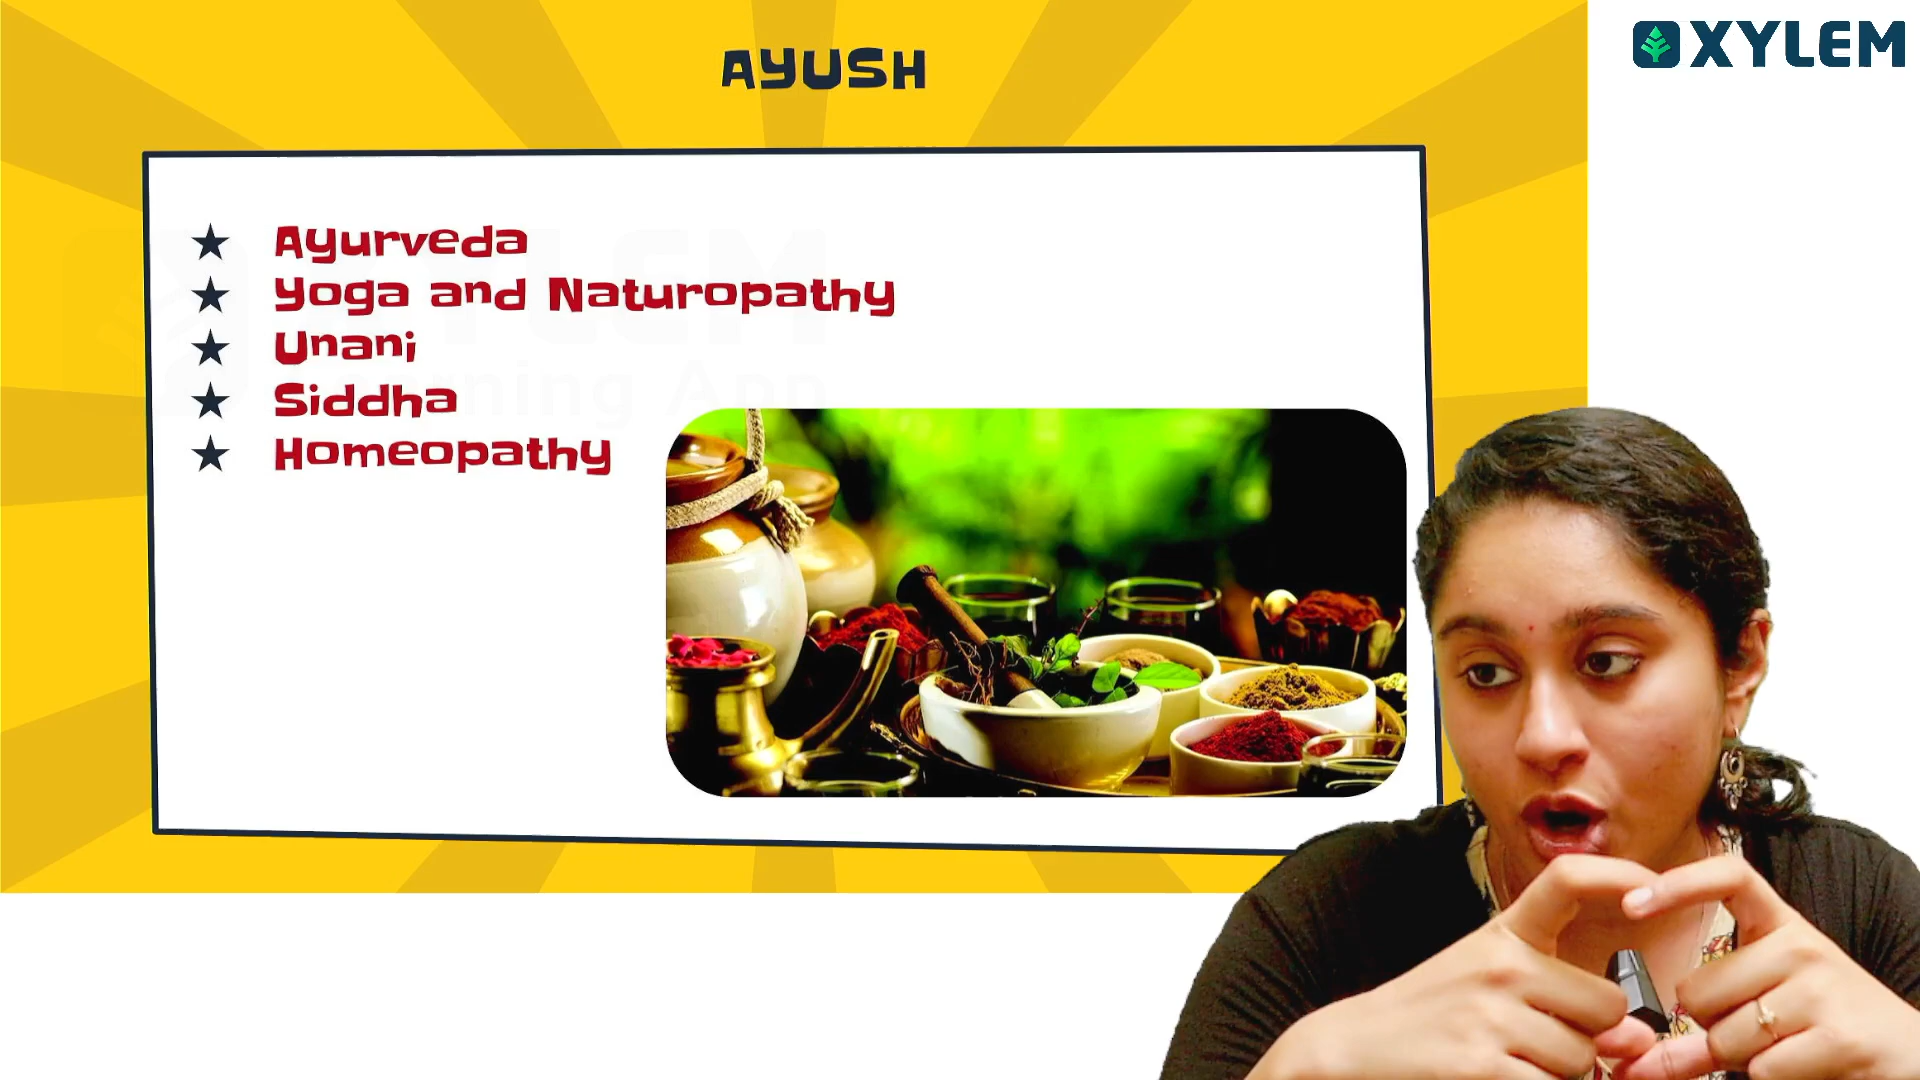 AYUSH
XYLEM
★ Ayurveda
★ Yoga and Naturopathy
★ Unani
★ Siddha
★ Homeopathy